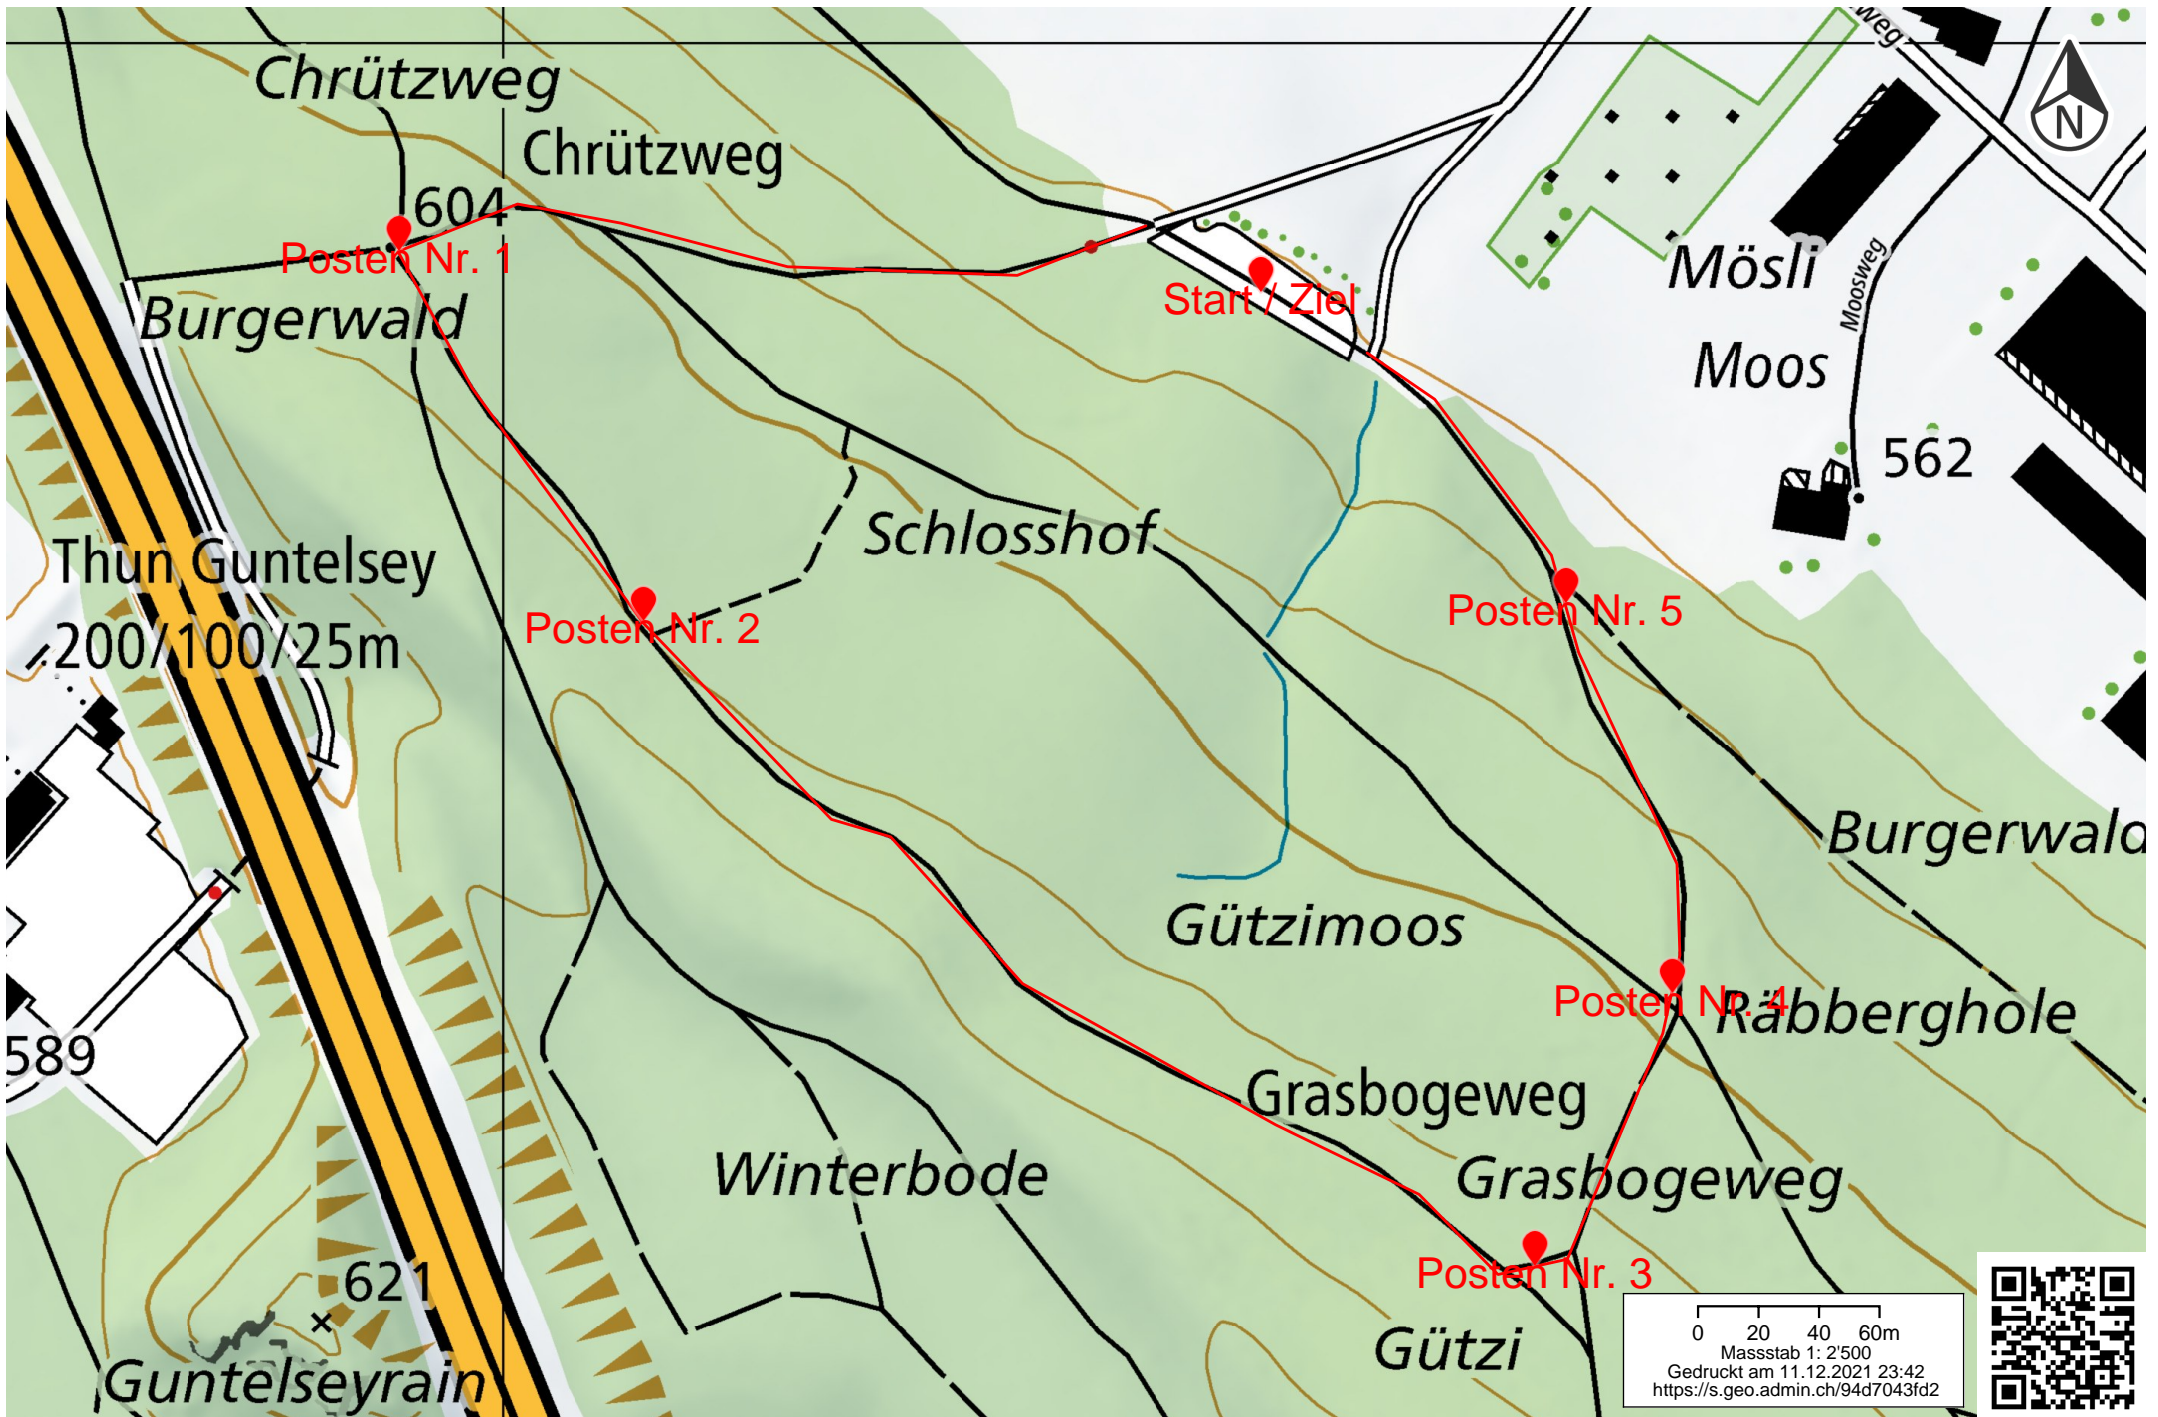 weg
Chrützweg
N
Chrützweg
604
Posten Nr. 1
Mösli
Moosweg
Start / Ziel
Burgerwald
Moos
562
Schlosshof
Thun Guntelsey
200/100/25m
Posten Nr. 2
Posten Nr. 5
Burgerwald
Gützimoos
Posten Nr. 4
Räbberghole
589
Grasbogeweg
Winterbode
Grasbogeweg
621
Posten Nr. 3
Gützi
Guntelseyrain
0 20 40 60m
Massstab 1: 2'500
Gedruckt am 11.12.2021 23:42
https://s.geo.admin.ch/94d7043fd2